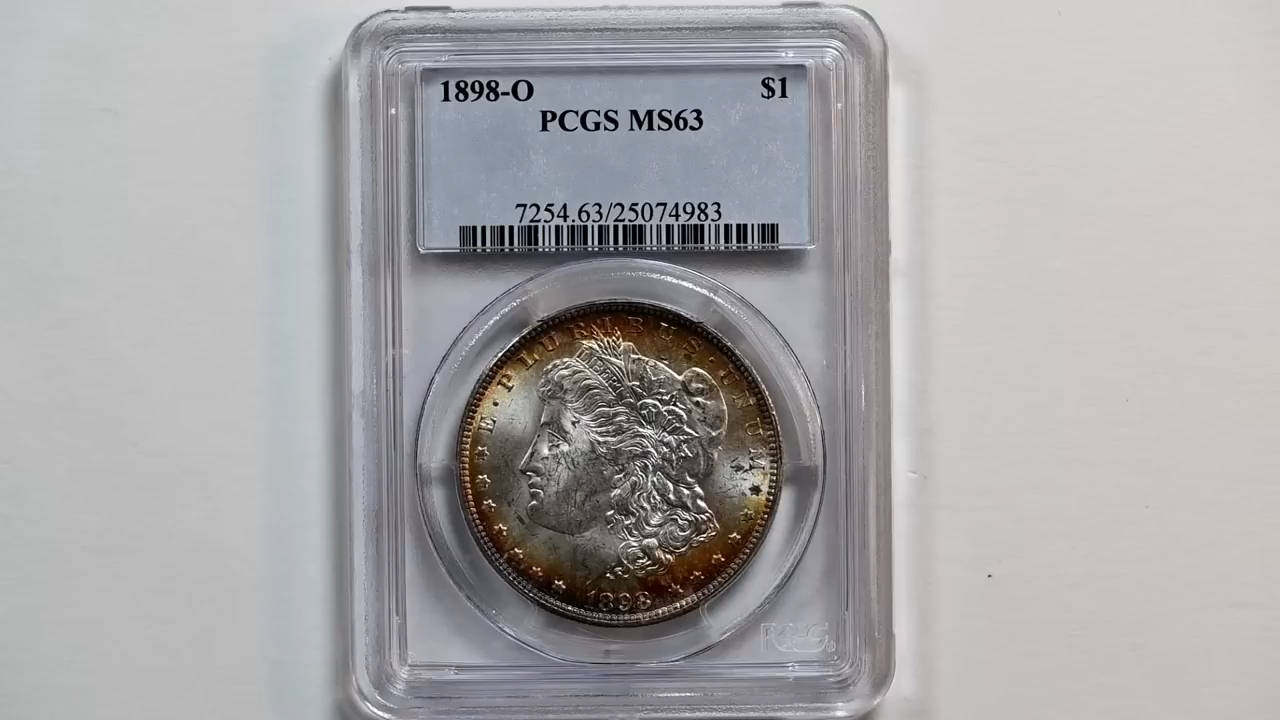 1898-O $1
PCGS MS63
7254.63/25074983
E · PLURIBUS · UNUM
LIBERTY
1898
PCGS